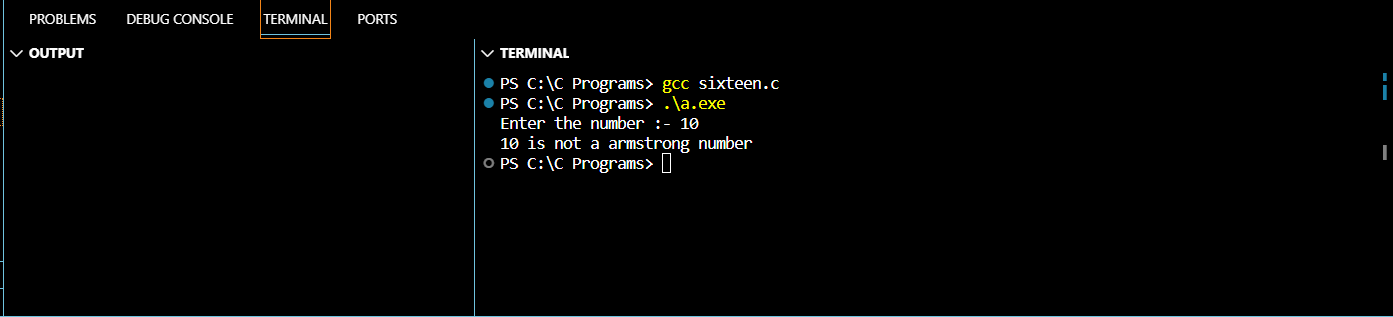 PROBLEMS DEBUG CONSOLE TERMINAL PORTS
OUTPUT
TERMINAL
PS C:\C Programs> gcc sixteen.c
PS C:\C Programs> .\a.exe
Enter the number :- 10
10 is not a armstrong number
PS C:\C Programs>